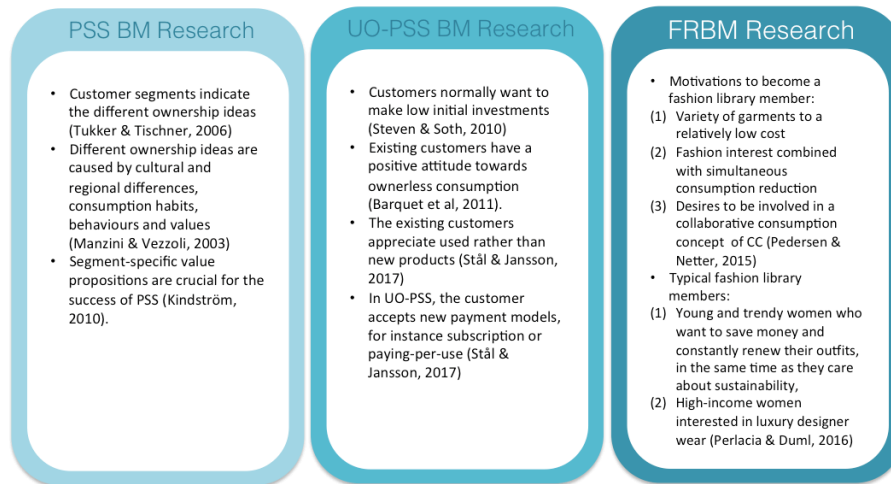 PSS BM Research
• Customer segments indicate
the different ownership ideas
(Tukker & Tischner, 2006)
• Different ownership ideas are
caused by cultural and
regional differences,
consumption habits,
behaviours and values
(Manzini & Vezzoli, 2003)
• Segment-specific value
propositions are crucial for the
success of PSS (Kindström,
2010).
UO-PSS BM Research
• Customers normally want to
make low initial investments
(Steven & Soth, 2010)
• Existing customers have a
positive attitude towards
ownerless consumption
(Barquet et al, 2011).
• The existing customers
appreciate used rather than
new products (Stål & Jansson,
2017)
• In UO-PSS, the customer
accepts new payment models,
for instance subscription or
paying-per-use (Stål &
Jansson, 2017)
FRBM Research
• Motivations to become a
fashion library member:
(1) Variety of garments to a
relatively low cost
(2) Fashion interest combined
with simultaneous
consumption reduction
(3) Desires to be involved in a
collaborative consumption
concept of CC (Pedersen &
Netter, 2015)
• Typical fashion library
members:
(1) Young and trendy women who
want to save money and
constantly renew their outfits,
in the same time as they care
about sustainability,
(2) High-income women
interested in luxury designer
wear (Perlacia & Duml, 2016)